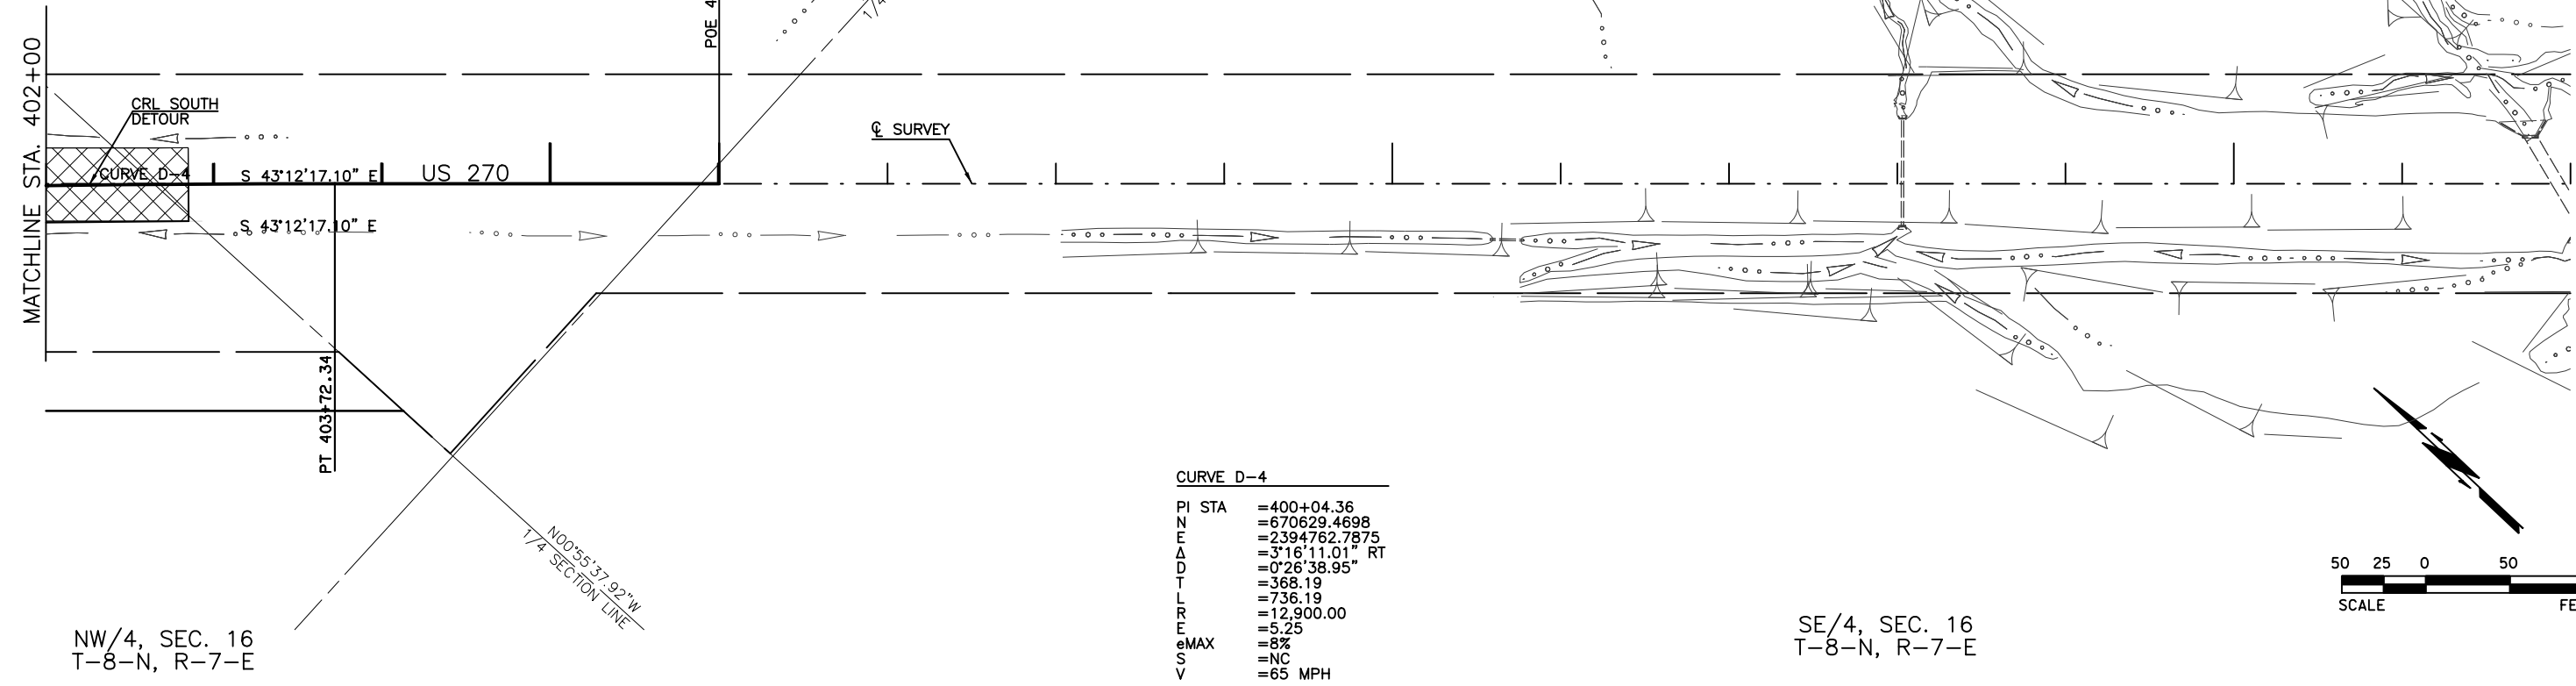 MATCHLINE STA. 402+00
CRL SOUTH
DETOUR
CURVE D-4
S 43°12'17.10" E
US 270
S 43°12'17.10" E
PT 403+72.34
POE 4
1/4
℄ SURVEY
N00°55'37.92"W
1/4 SECTION LINE
NW/4, SEC. 16
T-8-N, R-7-E
CURVE D-4
PI STA =400+04.36
N =670629.4698
E =2394762.7875
Δ =3°16'11.01" RT
D =0°26'38.95"
T =368.19
L =736.19
R =12,900.00
E =5.25
eMAX =8%
S =NC
V =65 MPH
SE/4, SEC. 16
T-8-N, R-7-E
50 25 0 50
SCALE FE